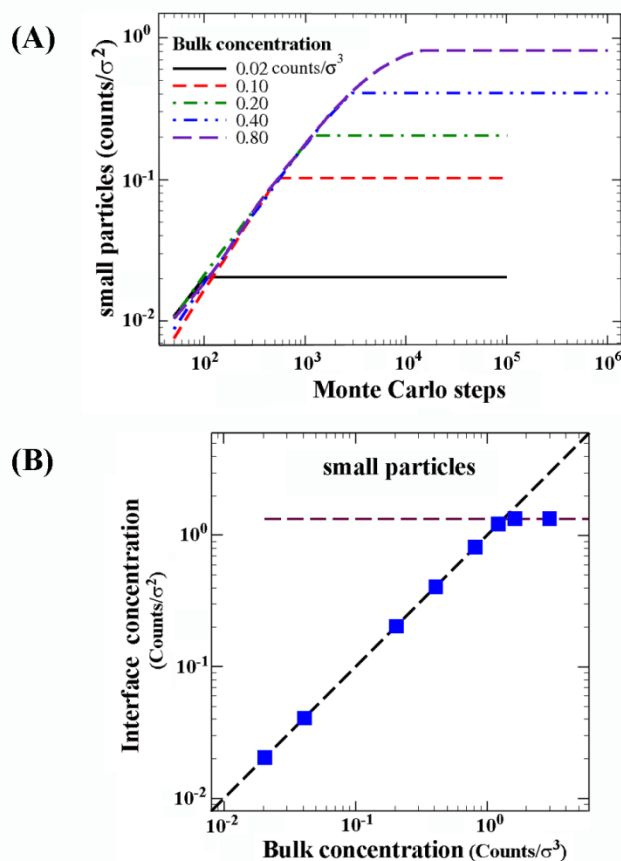 (A)
small particles (counts/σ²)
10⁰
10⁻¹
10⁻²
Bulk concentration
0.02 counts/σ³
0.10
0.20
0.40
0.80
10² 10³ 10⁴ 10⁵ 10⁶
Monte Carlo steps
(B)
small particles
Interface concentration
(Counts/σ²)
10⁰
10⁻¹
10⁻²
10⁻² 10⁻¹ 10⁰
Bulk concentration (Counts/σ³)